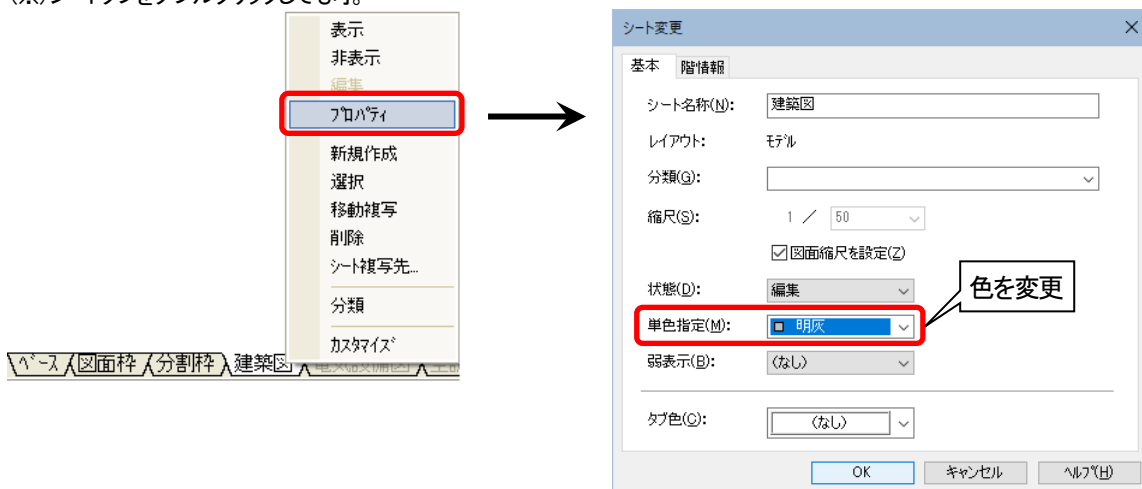 表示
非表示
編集
ﾌﾟﾛﾊﾟﾃｨ
新規作成
選択
移動複写
削除
ｼｰﾄ複写先...
分類
ｶｽﾀﾏｲｽﾞ
ﾍﾞｰｽ 図面枠 分割枠 建築図
シート変更
基本 階情報
シート名称(N): 建築図
レイアウト: ﾓﾃﾞﾙ
分類(G):
縮尺(S): 1 ／ 50
図面縮尺を設定(Z)
色を変更
状態(D): 編集
単色指定(M): 明灰
弱表示(B): (なし)
タブ色(C): (なし)
OK キャンセル ﾍﾙﾌﾟ(H)